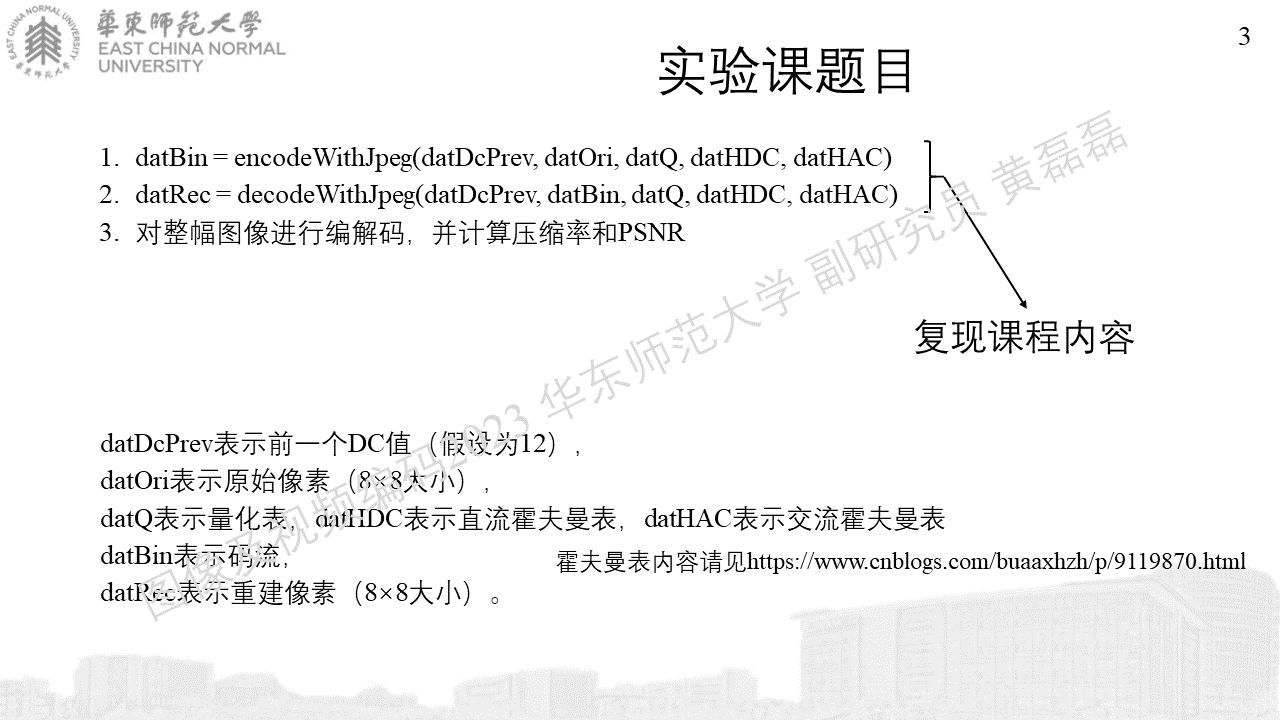 華東師範大學
EAST CHINA NORMAL
UNIVERSITY
3
实验课题目
1. datBin = encodeWithJpeg(datDcPrev, datOri, datQ, datHDC, datHAC)
2. datRec = decodeWithJpeg(datDcPrev, datBin, datQ, datHDC, datHAC)
3. 对整幅图像进行编解码，并计算压缩率和PSNR
复现课程内容
图像及视频编码2023 华东师范大学 副研究员 黄磊磊
datDcPrev表示前一个DC值（假设为12），
datOri表示原始像素（8×8大小），
datQ表示量化表，datHDC表示直流霍夫曼表，datHAC表示交流霍夫曼表
datBin表示码流，
霍夫曼表内容请见https://www.cnblogs.com/buaaxhzh/p/9119870.html
datRec表示重建像素（8×8大小）。